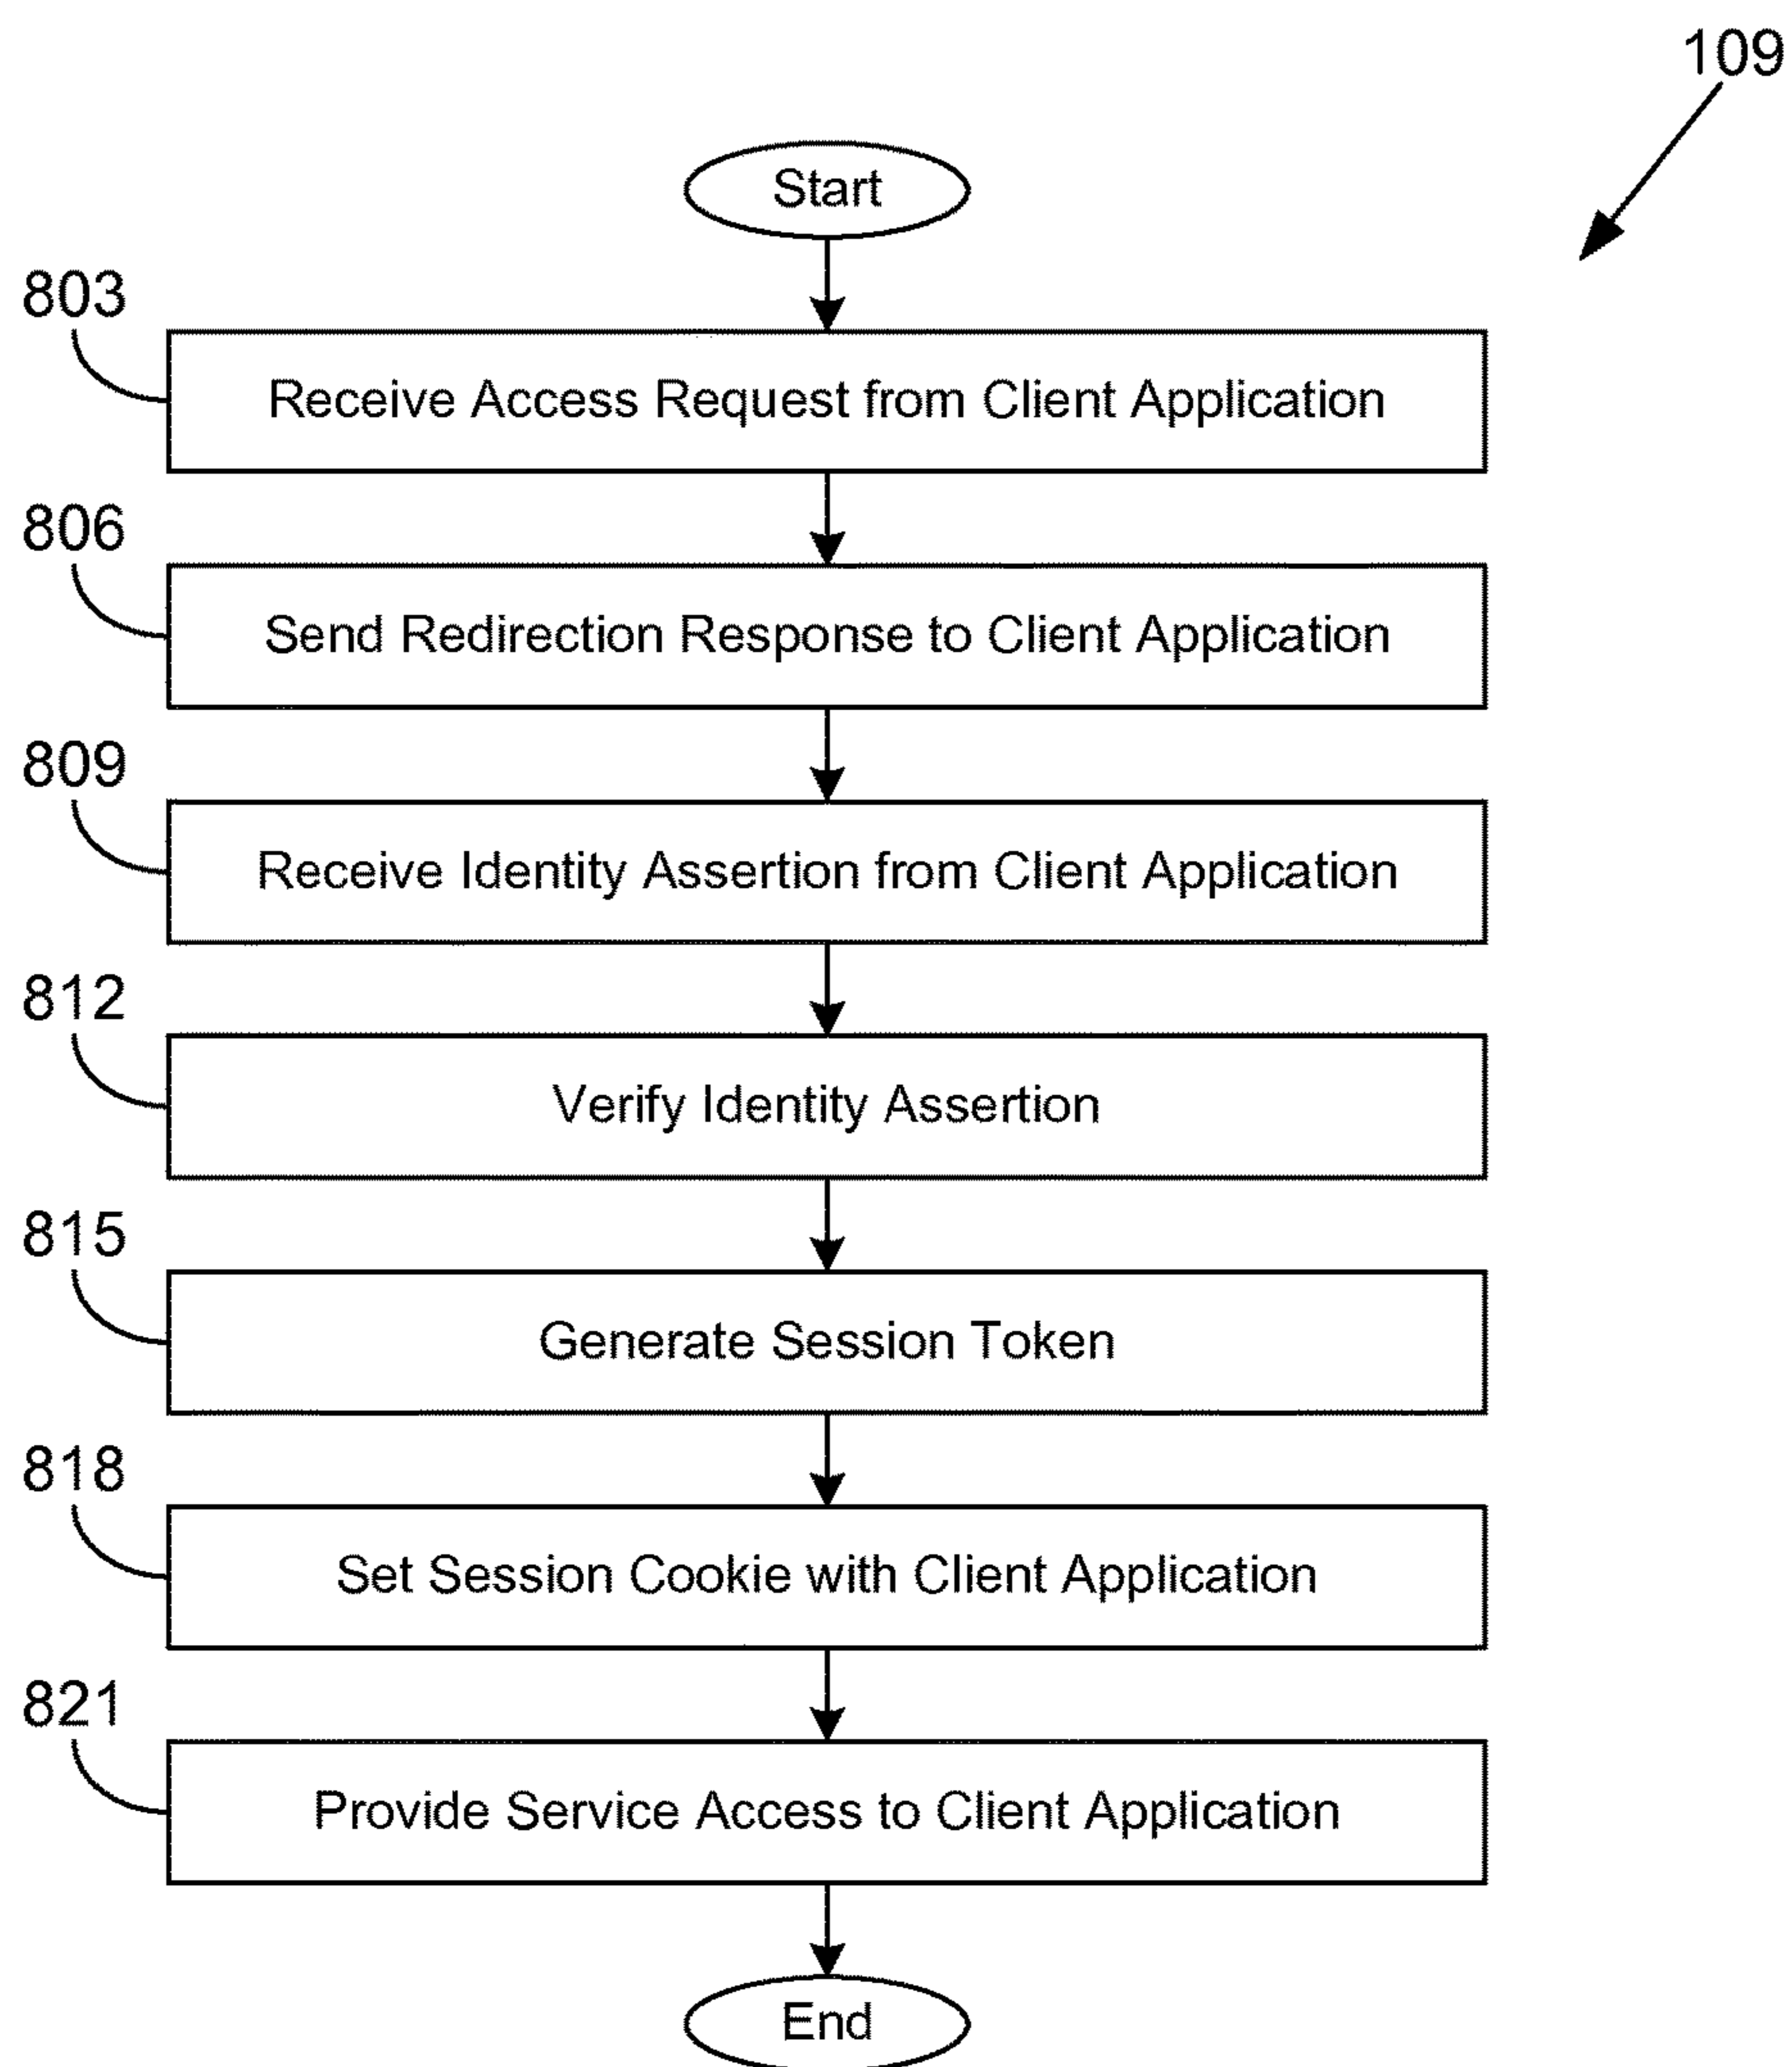 109
Start
803
Receive Access Request from Client Application
806
Send Redirection Response to Client Application
809
Receive Identity Assertion from Client Application
812
Verify Identity Assertion
815
Generate Session Token
818
Set Session Cookie with Client Application
821
Provide Service Access to Client Application
End